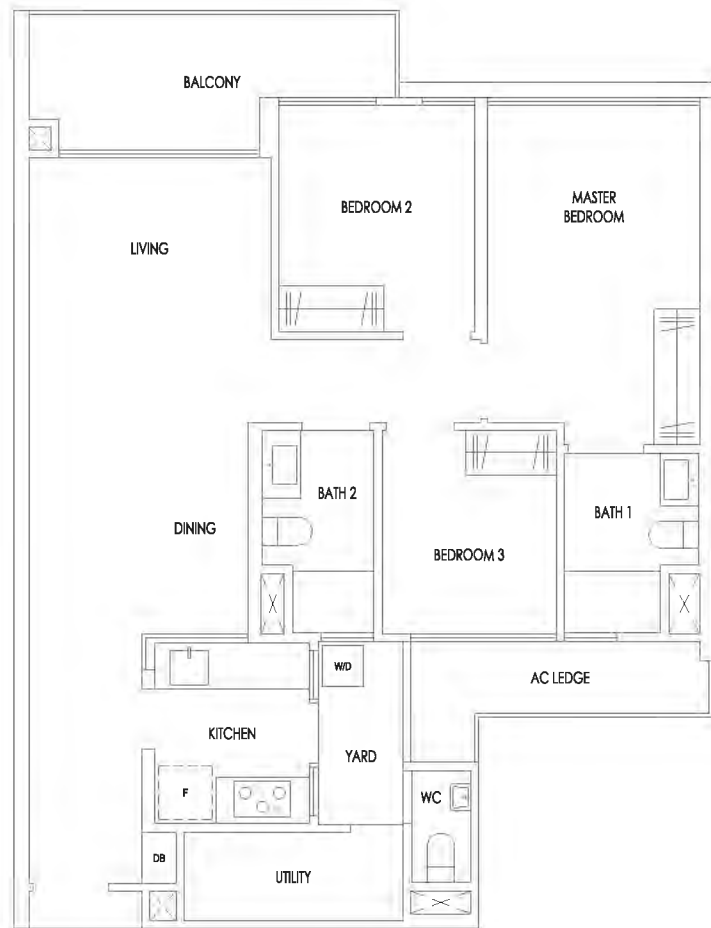 BALCONY
BEDROOM 2
MASTER
BEDROOM
LIVING
BATH 2
DINING
BEDROOM 3
BATH 1
W/D
AC LEDGE
KITCHEN
YARD
F
WC
DB
UTILITY